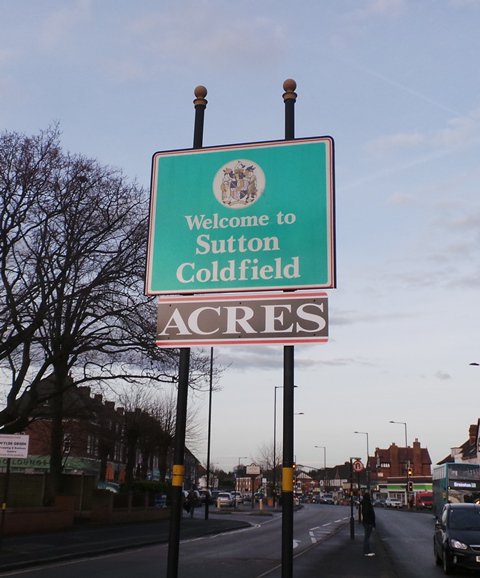 Welcome to
Sutton
Coldfield
ACRES